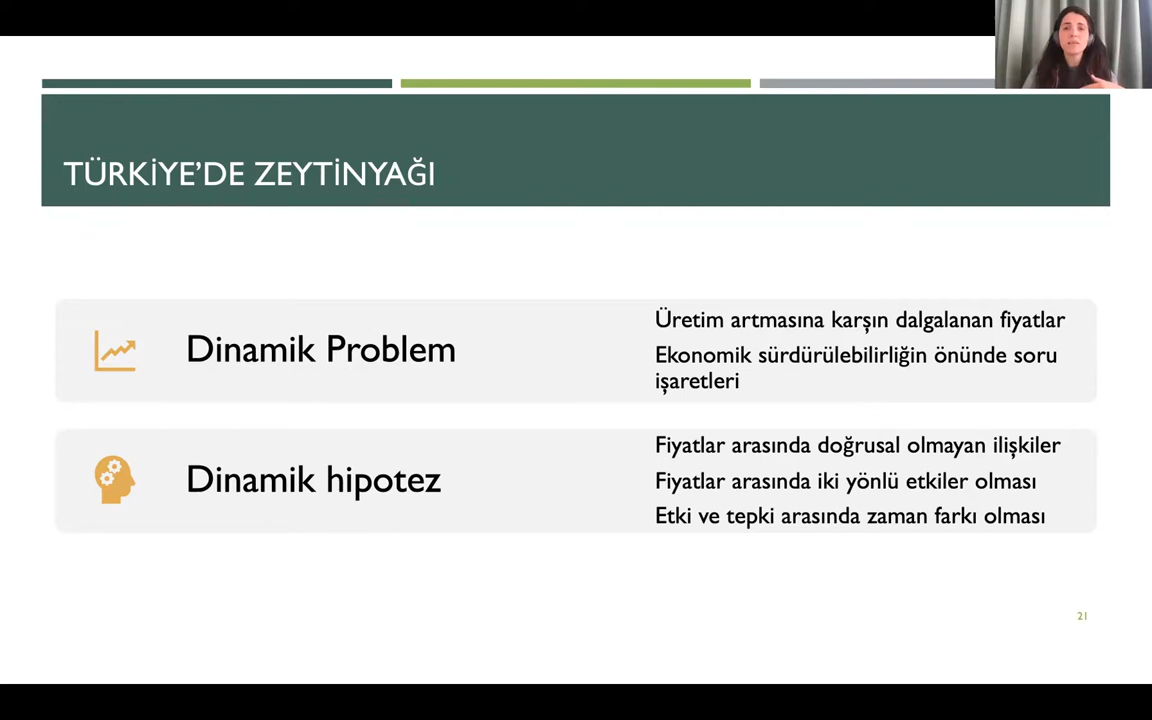 TÜRKİYE'DE ZEYTİNYAĞI
Dinamik Problem
Üretim artmasına karşın dalgalanan fiyatlar
Ekonomik sürdürülebilirliğin önünde soru
işaretleri
Dinamik hipotez
Fiyatlar arasında doğrusal olmayan ilişkiler
Fiyatlar arasında iki yönlü etkiler olması
Etki ve tepki arasında zaman farkı olması
21